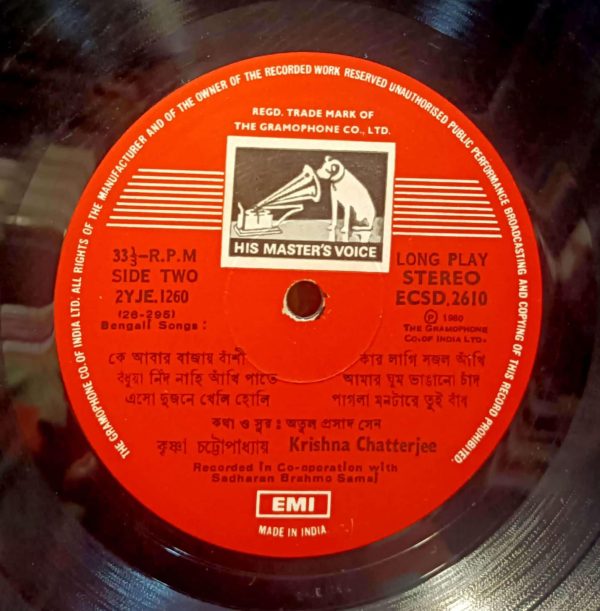 THE GRAMOPHONE CO. OF INDIA LTD. ALL RIGHTS OF THE MANUFACTURER AND OF THE OWNER OF THE RECORDED WORK RESERVED UNAUTHORISED PUBLIC PERFORMANCE BROADCASTING AND COPYING OF THIS RECORD PROHIBITED.
REGD. TRADE MARK OF
THE GRAMOPHONE CO., LTD.
HIS MASTER'S VOICE
33⅓-R.P.M
SIDE TWO
2YJE.1260
(26-295)
Bengali Songs:
LONG PLAY
STEREO
ECSD.2610
Ⓟ 1980
THE GRAMOPHONE
CO. OF INDIA LTD.
কে আবার বাজায় বাঁশী কার লাগি সজল আঁখি
বঁধুয়া নিঁদ নাহি আঁখি পাতে আমার ঘুম ভাঙানো চাঁদ
এসো দুজনে খেলি হোলি পাগলা মনটারে তুই বাঁধ
কথা ও সুর : অতুল প্রসাদ সেন
কৃষ্ণা চট্টোপাধ্যায় Krishna Chatterjee
Recorded in Co-operation with
Sadharan Brahmo Samaj
EMI
MADE IN INDIA